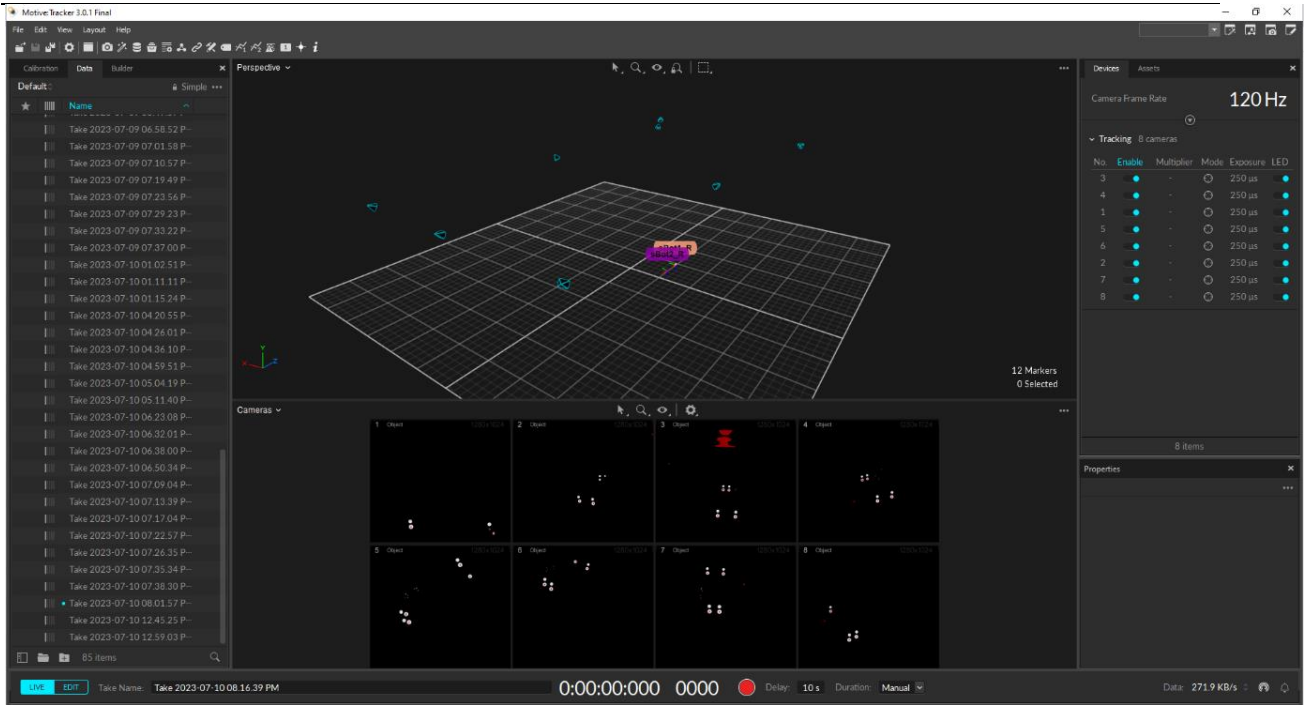 Motive:Tracker 3.0.1 Final
File Edit View Layout Help
Calibration Data Builder
Default
Simple
Name
Take 2023-07-09 06.58.52 P--
Take 2023-07-09 07.01.58 P--
Take 2023-07-09 07.10.57 P--
Take 2023-07-09 07.19.49 P--
Take 2023-07-09 07.23.56 P--
Take 2023-07-09 07.29.23 P--
Take 2023-07-09 07.33.22 P--
Take 2023-07-09 07.37.00 P--
Take 2023-07-10 01.02.51 P--
Take 2023-07-10 01.11.11 P--
Take 2023-07-10 01.15.24 P--
Take 2023-07-10 04.20.55 P--
Take 2023-07-10 04.26.01 P--
Take 2023-07-10 04.36.10 P--
Take 2023-07-10 04.59.51 P--
Take 2023-07-10 05.04.19 P--
Take 2023-07-10 05.11.40 P--
Take 2023-07-10 06.23.08 P--
Take 2023-07-10 06.32.01 P--
Take 2023-07-10 06.38.00 P--
Take 2023-07-10 06.50.34 P--
Take 2023-07-10 07.09.04 P--
Take 2023-07-10 07.13.39 P--
Take 2023-07-10 07.17.04 P--
Take 2023-07-10 07.22.57 P--
Take 2023-07-10 07.26.35 P--
Take 2023-07-10 07.35.34 P--
Take 2023-07-10 07.38.30 P--
Take 2023-07-10 08.01.57 P--
Take 2023-07-10 12.45.25 P--
Take 2023-07-10 12.59.03 P--
85 items
Perspective
Y
X
Z
12 Markers
0 Selected
Cameras
1 Object 1280x1024
2 Object 1280x1024
3 Object 1280x1024
4 Object 1280x1024
5 Object 1280x1024
6 Object 1280x1024
7 Object 1280x1024
8 Object 1280x1024
Devices Assets
Camera Frame Rate 120 Hz
Tracking 8 cameras
No. Enable Multiplier Mode Exposure LED
3 - 250 µs
4 - 250 µs
1 - 250 µs
5 - 250 µs
6 - 250 µs
2 - 250 µs
7 - 250 µs
8 - 250 µs
8 items
Properties
LIVE EDIT Take Name: Take 2023-07-10 08.16.39 PM 0:00:00:000 0000 Delay: 10 s Duration: Manual Data: 271.9 KB/s